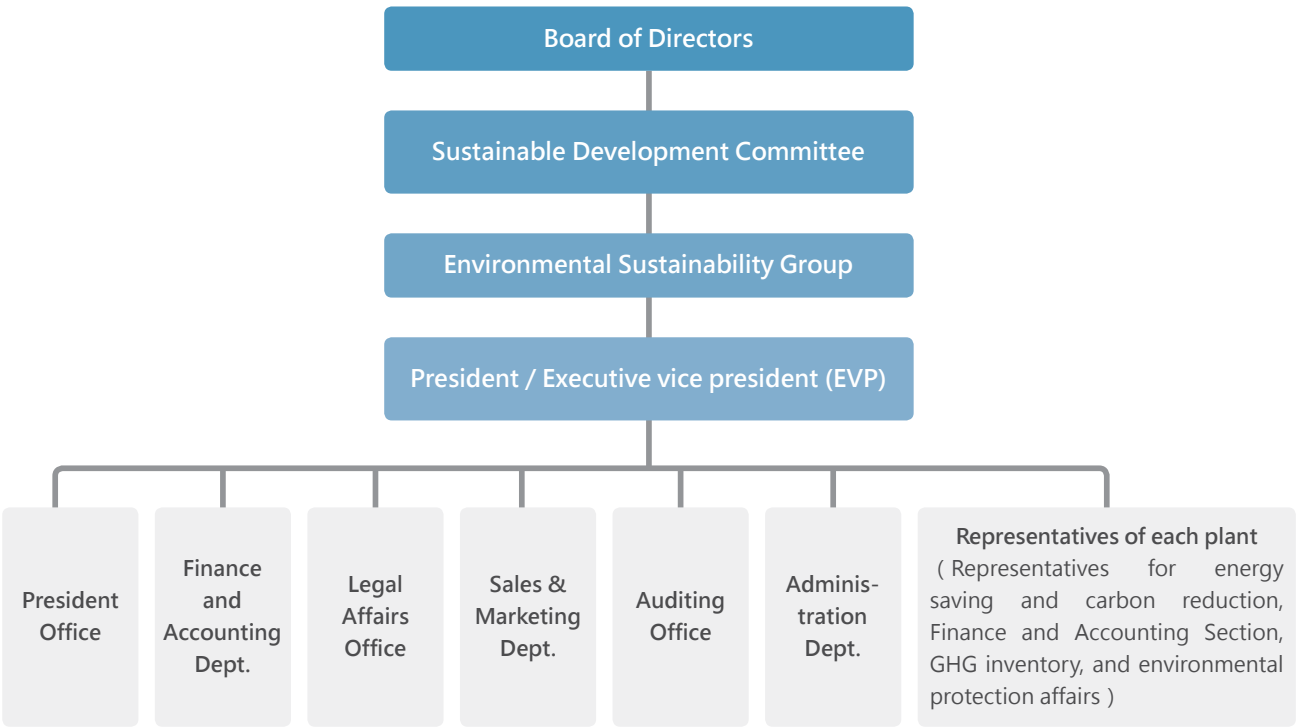 Board of Directors
Sustainable Development Committee
Environmental Sustainability Group
President / Executive vice president (EVP)
President
Office
Finance
and
Accounting
Dept.
Legal
Affairs
Office
Sales &
Marketing
Dept.
Auditing
Office
Adminis-
tration
Dept.
Representatives of each plant
( Representatives for energy
saving and carbon reduction,
Finance and Accounting Section,
GHG inventory, and environmental
protection affairs )